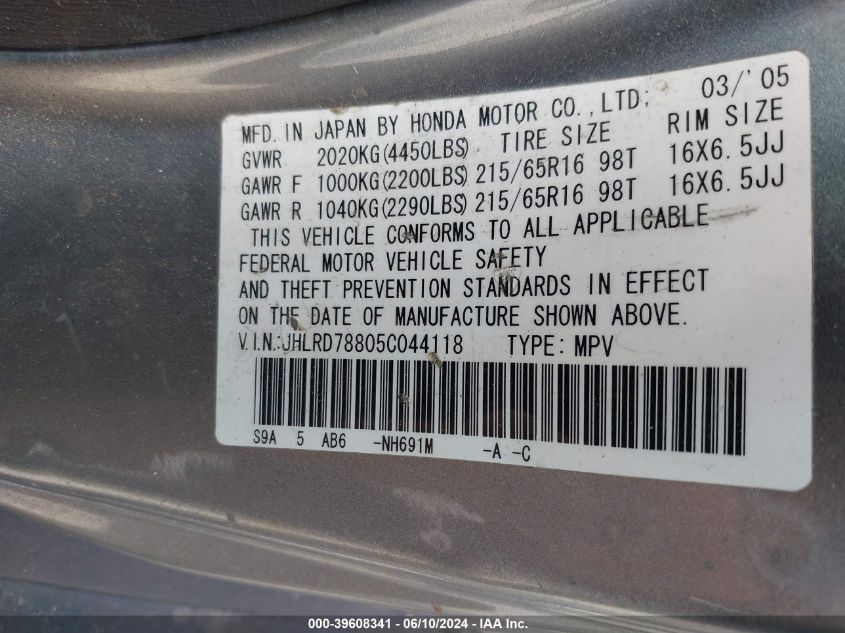 MFD. IN JAPAN BY HONDA MOTOR CO.,LTD; 03/'05
GVWR 2020KG(4450LBS) TIRE SIZE RIM SIZE
GAWR F 1000KG(2200LBS) 215/65R16 98T 16X6.5JJ
GAWR R 1040KG(2290LBS) 215/65R16 98T 16X6.5JJ
THIS VEHICLE CONFORMS TO ALL APPLICABLE
FEDERAL MOTOR VEHICLE SAFETY
AND THEFT PREVENTION STANDARDS IN EFFECT
ON THE DATE OF MANUFACTURE SHOWN ABOVE.
V.I.N.:JHLRD78805C044118 TYPE: MPV
S9A 5 AB6 -NH691M -A -C
000-39608341 / 06/10/2024 / IAA Inc.